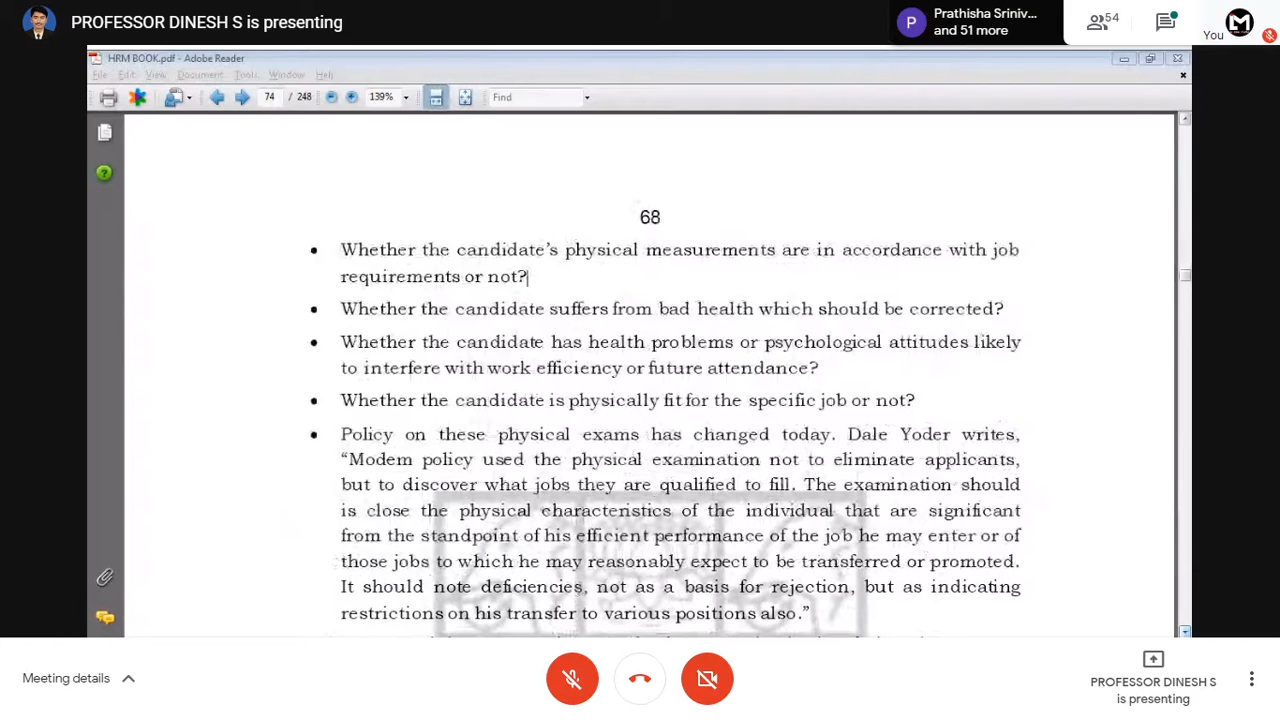 PROFESSOR DINESH S is presenting
P
Prathisha Sriniv...
and 51 more
54
You
M
HRM BOOK.pdf - Adobe Reader
File Edit View Document Tools Window Help
74 / 248 139% Find
68
• Whether the candidate's physical measurements are in accordance with job
requirements or not?
• Whether the candidate suffers from bad health which should be corrected?
• Whether the candidate has health problems or psychological attitudes likely
to interfere with work efficiency or future attendance?
• Whether the candidate is physically fit for the specific job or not?
• Policy on these physical exams has changed today. Dale Yoder writes,
“Modem policy used the physical examination not to eliminate applicants,
but to discover what jobs they are qualified to fill. The examination should
is close the physical characteristics of the individual that are significant
from the standpoint of his efficient performance of the job he may enter or of
those jobs to which he may reasonably expect to be transferred or promoted.
It should note deficiencies, not as a basis for rejection, but as indicating
restrictions on his transfer to various positions also.”
Meeting details
PROFESSOR DINESH S
is presenting